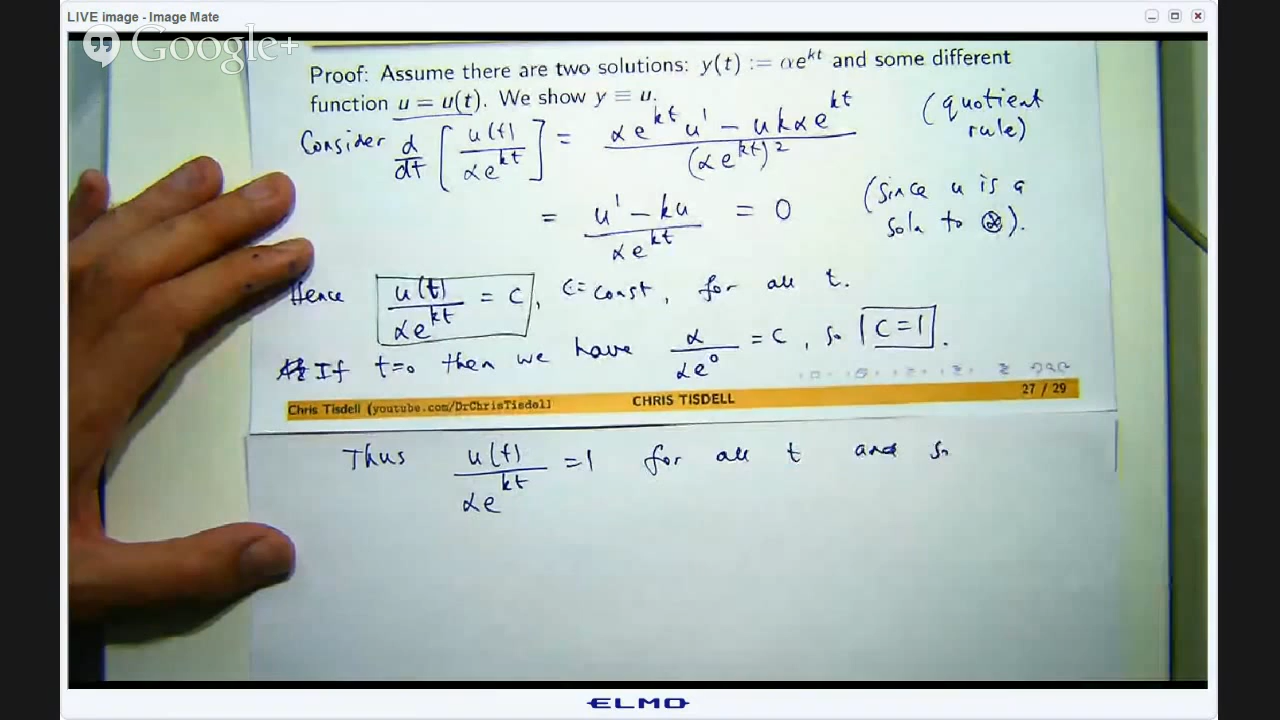 LIVE image - Image Mate
Google+
Proof: Assume there are two solutions: y(t) := αe^{kt} and some different
function u = u(t). We show y ≡ u.
Consider d/dt [ u(t) / αe^{kt} ] = (αe^{kt} u' − ukαe^{kt}) / (αe^{kt})^2 (quotient rule)
= (u' − ku) / αe^{kt} = 0 (since u is a soln to ⊛).
Hence u(t) / αe^{kt} = C, C=const, for all t.
If t=0 then we have α / αe^0 = C, so C=1.
Chris Tisdell (youtube.com/DrChrisTisdell) CHRIS TISDELL 27 / 29
Thus u(t) / αe^{kt} = 1 for all t and so
ELMO